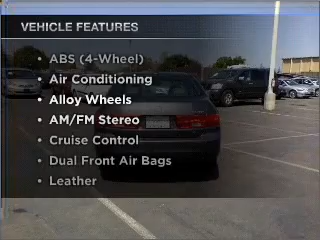 VEHICLE FEATURES
• ABS (4-Wheel)
• Air Conditioning
• Alloy Wheels
• AM/FM Stereo
• Cruise Control
• Dual Front Air Bags
• Leather